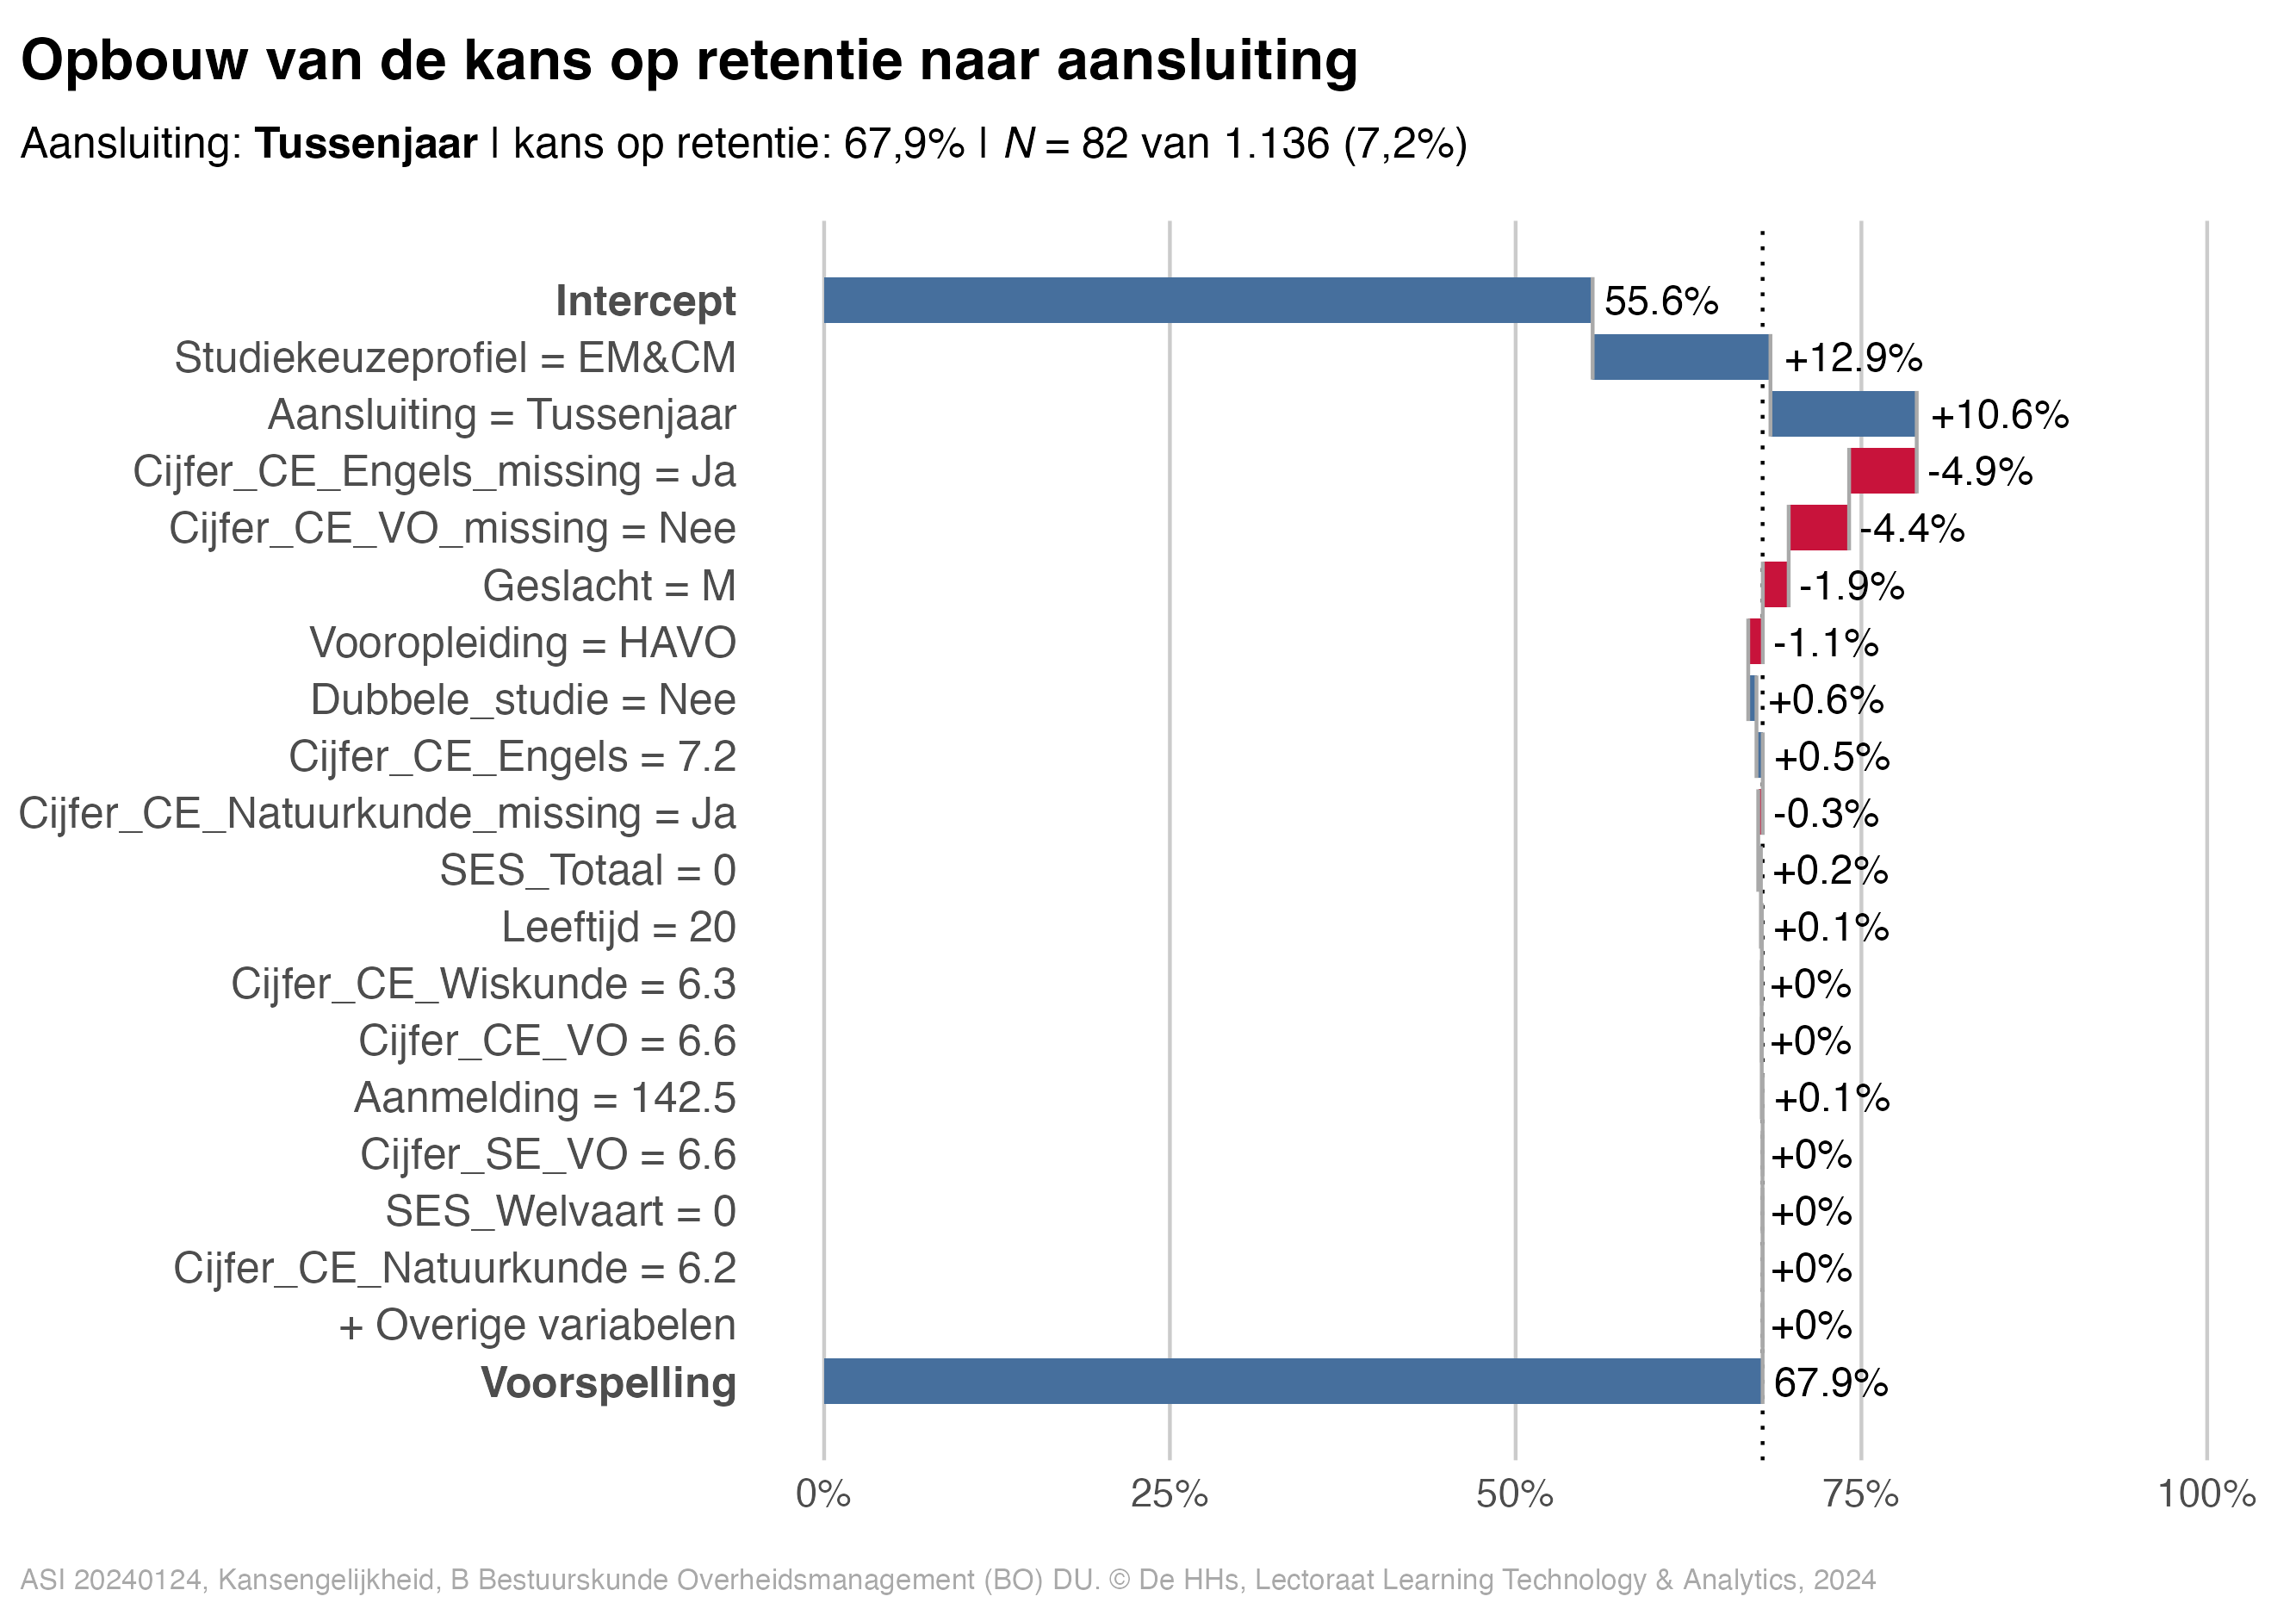 Opbouw van de kans op retentie naar aansluiting
Aansluiting: Tussenjaar | kans op retentie: 67,9% | N = 82 van 1.136 (7,2%)
Intercept 55.6%
Studiekeuzeprofiel = EM&CM +12.9%
Aansluiting = Tussenjaar +10.6%
Cijfer_CE_Engels_missing = Ja -4.9%
Cijfer_CE_VO_missing = Nee -4.4%
Geslacht = M -1.9%
Vooropleiding = HAVO -1.1%
Dubbele_studie = Nee +0.6%
Cijfer_CE_Engels = 7.2 +0.5%
Cijfer_CE_Natuurkunde_missing = Ja -0.3%
SES_Totaal = 0 +0.2%
Leeftijd = 20 +0.1%
Cijfer_CE_Wiskunde = 6.3 +0%
Cijfer_CE_VO = 6.6 +0%
Aanmelding = 142.5 +0.1%
Cijfer_SE_VO = 6.6 +0%
SES_Welvaart = 0 +0%
Cijfer_CE_Natuurkunde = 6.2 +0%
+ Overige variabelen +0%
Voorspelling 67.9%
0% 25% 50% 75% 100%
ASI 20240124, Kansengelijkheid, B Bestuurskunde Overheidsmanagement (BO) DU. © De HHs, Lectoraat Learning Technology & Analytics, 2024